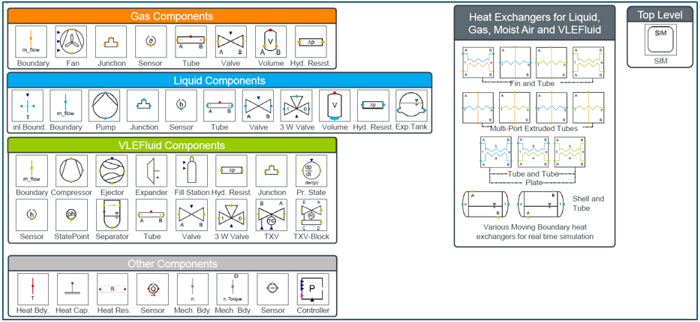 Gas Components
m_flow
A
B
A
B
V
A
B
Δp
Boundary
Fan
Junction
Sensor
Tube
Valve
Volume
Hyd. Resist.
Liquid Components
T
m_flow
h
A
B
A
B
V
Δp
inl.Bound.
Boundary
Pump
Junction
Sensor
Tube
Valve
3 W.Valve
Volume
Hyd. Resist.
Exp Tank
VLEFluid Components
m_flow
Δp
dp
dt
der(p)
Boundary
Compressor
Ejector
Expander
Fill Station
Hyd. Resist.
Junction
Pr. State
h
ph
A
B
A
B
Sensor
StatePoint
Separator
Tube
Valve
3 W Valve
TXV
TXV-Block
Other Components
T
R
Q
n
n, Torque
P
Heat Bdy.
Heat Cap.
Heat Res.
Sensor
Mech. Bdy.
Mech. Bdy.
Sensor
Controller
Heat Exchangers for Liquid,
Gas, Moist Air and VLEFluid
Fin and Tube
Multi-Port Extruded Tubes
Tube and Tube
Plate
Shell and
Tube
Various Moving Boundary heat
exchangers for real time simulation
Top Level
SIM
SIM